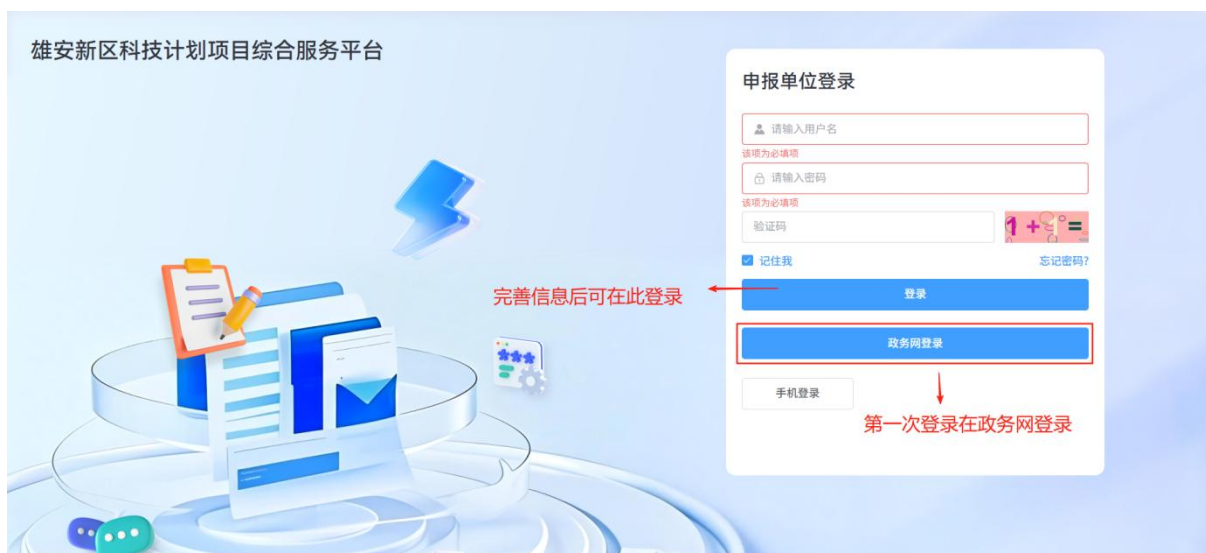 雄安新区科技计划项目综合服务平台
申报单位登录
请输入用户名
该项为必填项
请输入密码
该项为必填项
验证码
1+9=
记住我
忘记密码?
完善信息后可在此登录
登录
政务网登录
手机登录
第一次登录在政务网登录